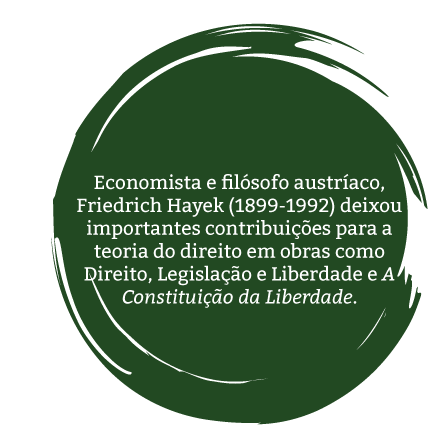 Economista e filósofo austríaco,
Friedrich Hayek (1899-1992) deixou
importantes contribuições para a
teoria do direito em obras como
Direito, Legislação e Liberdade e A
Constituição da Liberdade.